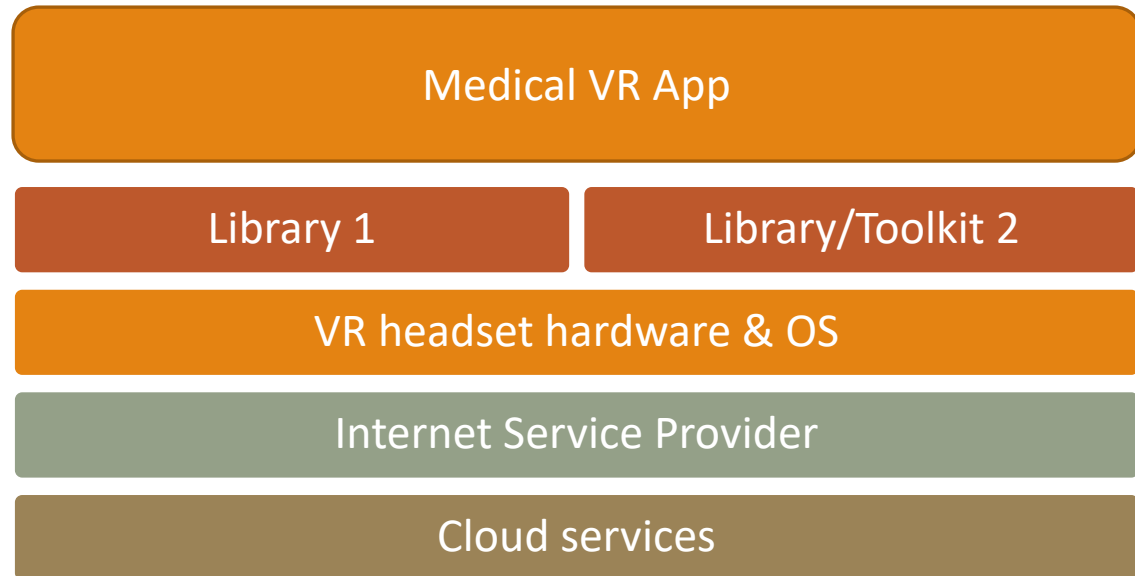 Medical VR App
Library 1
Library/Toolkit 2
VR headset hardware & OS
Internet Service Provider
Cloud services